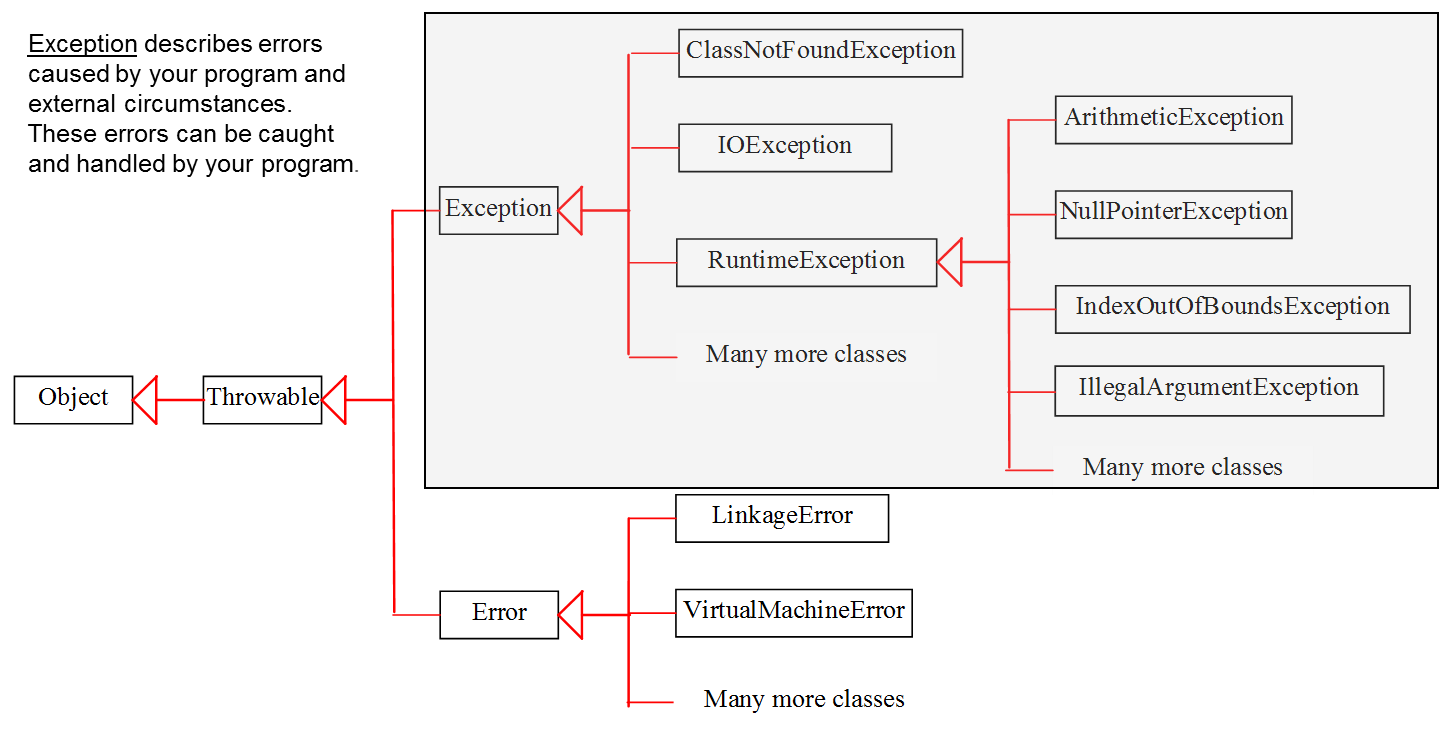 Exception describes errors
caused by your program and
external circumstances.
These errors can be caught
and handled by your program.
ClassNotFoundException
ArithmeticException
IOException
Exception
NullPointerException
RuntimeException
IndexOutOfBoundsException
Many more classes
Object
Throwable
IllegalArgumentException
Many more classes
LinkageError
Error
VirtualMachineError
Many more classes